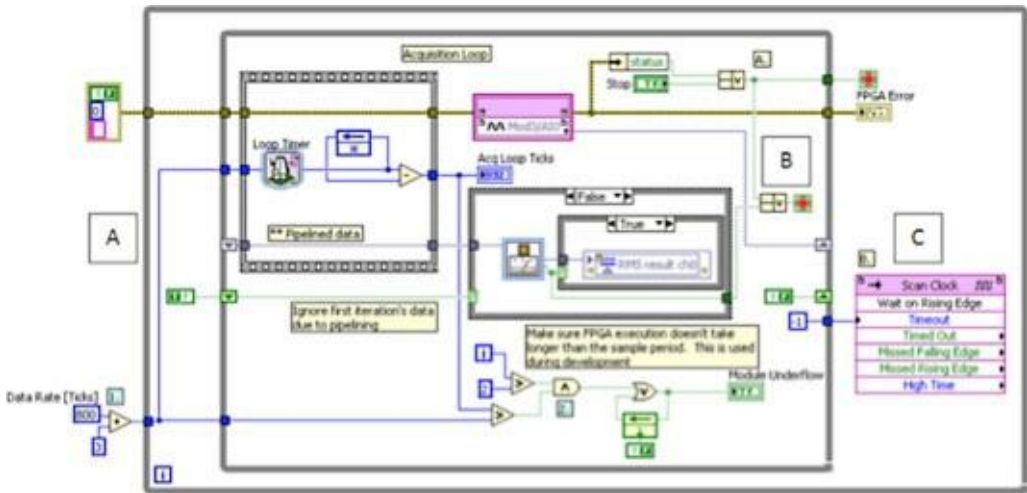 Acquisition Loop
status
A.
Stop
FPGA Error
0
Loop Timer
Acq Loop Ticks
B
False
True
A
** Pipelined data
C
RMS result ch0
B.
Scan Clock
Wait on Rising Edge
Ignore first iteration's data
due to pipelining
-1
Timeout
Make sure FPGA execution doesn't take
longer than the sample period. This is used
during development
Timed Out
Missed Falling Edge
Missed Rising Edge
High Time
Module Underflow
Data Rate [Ticks]
800
i